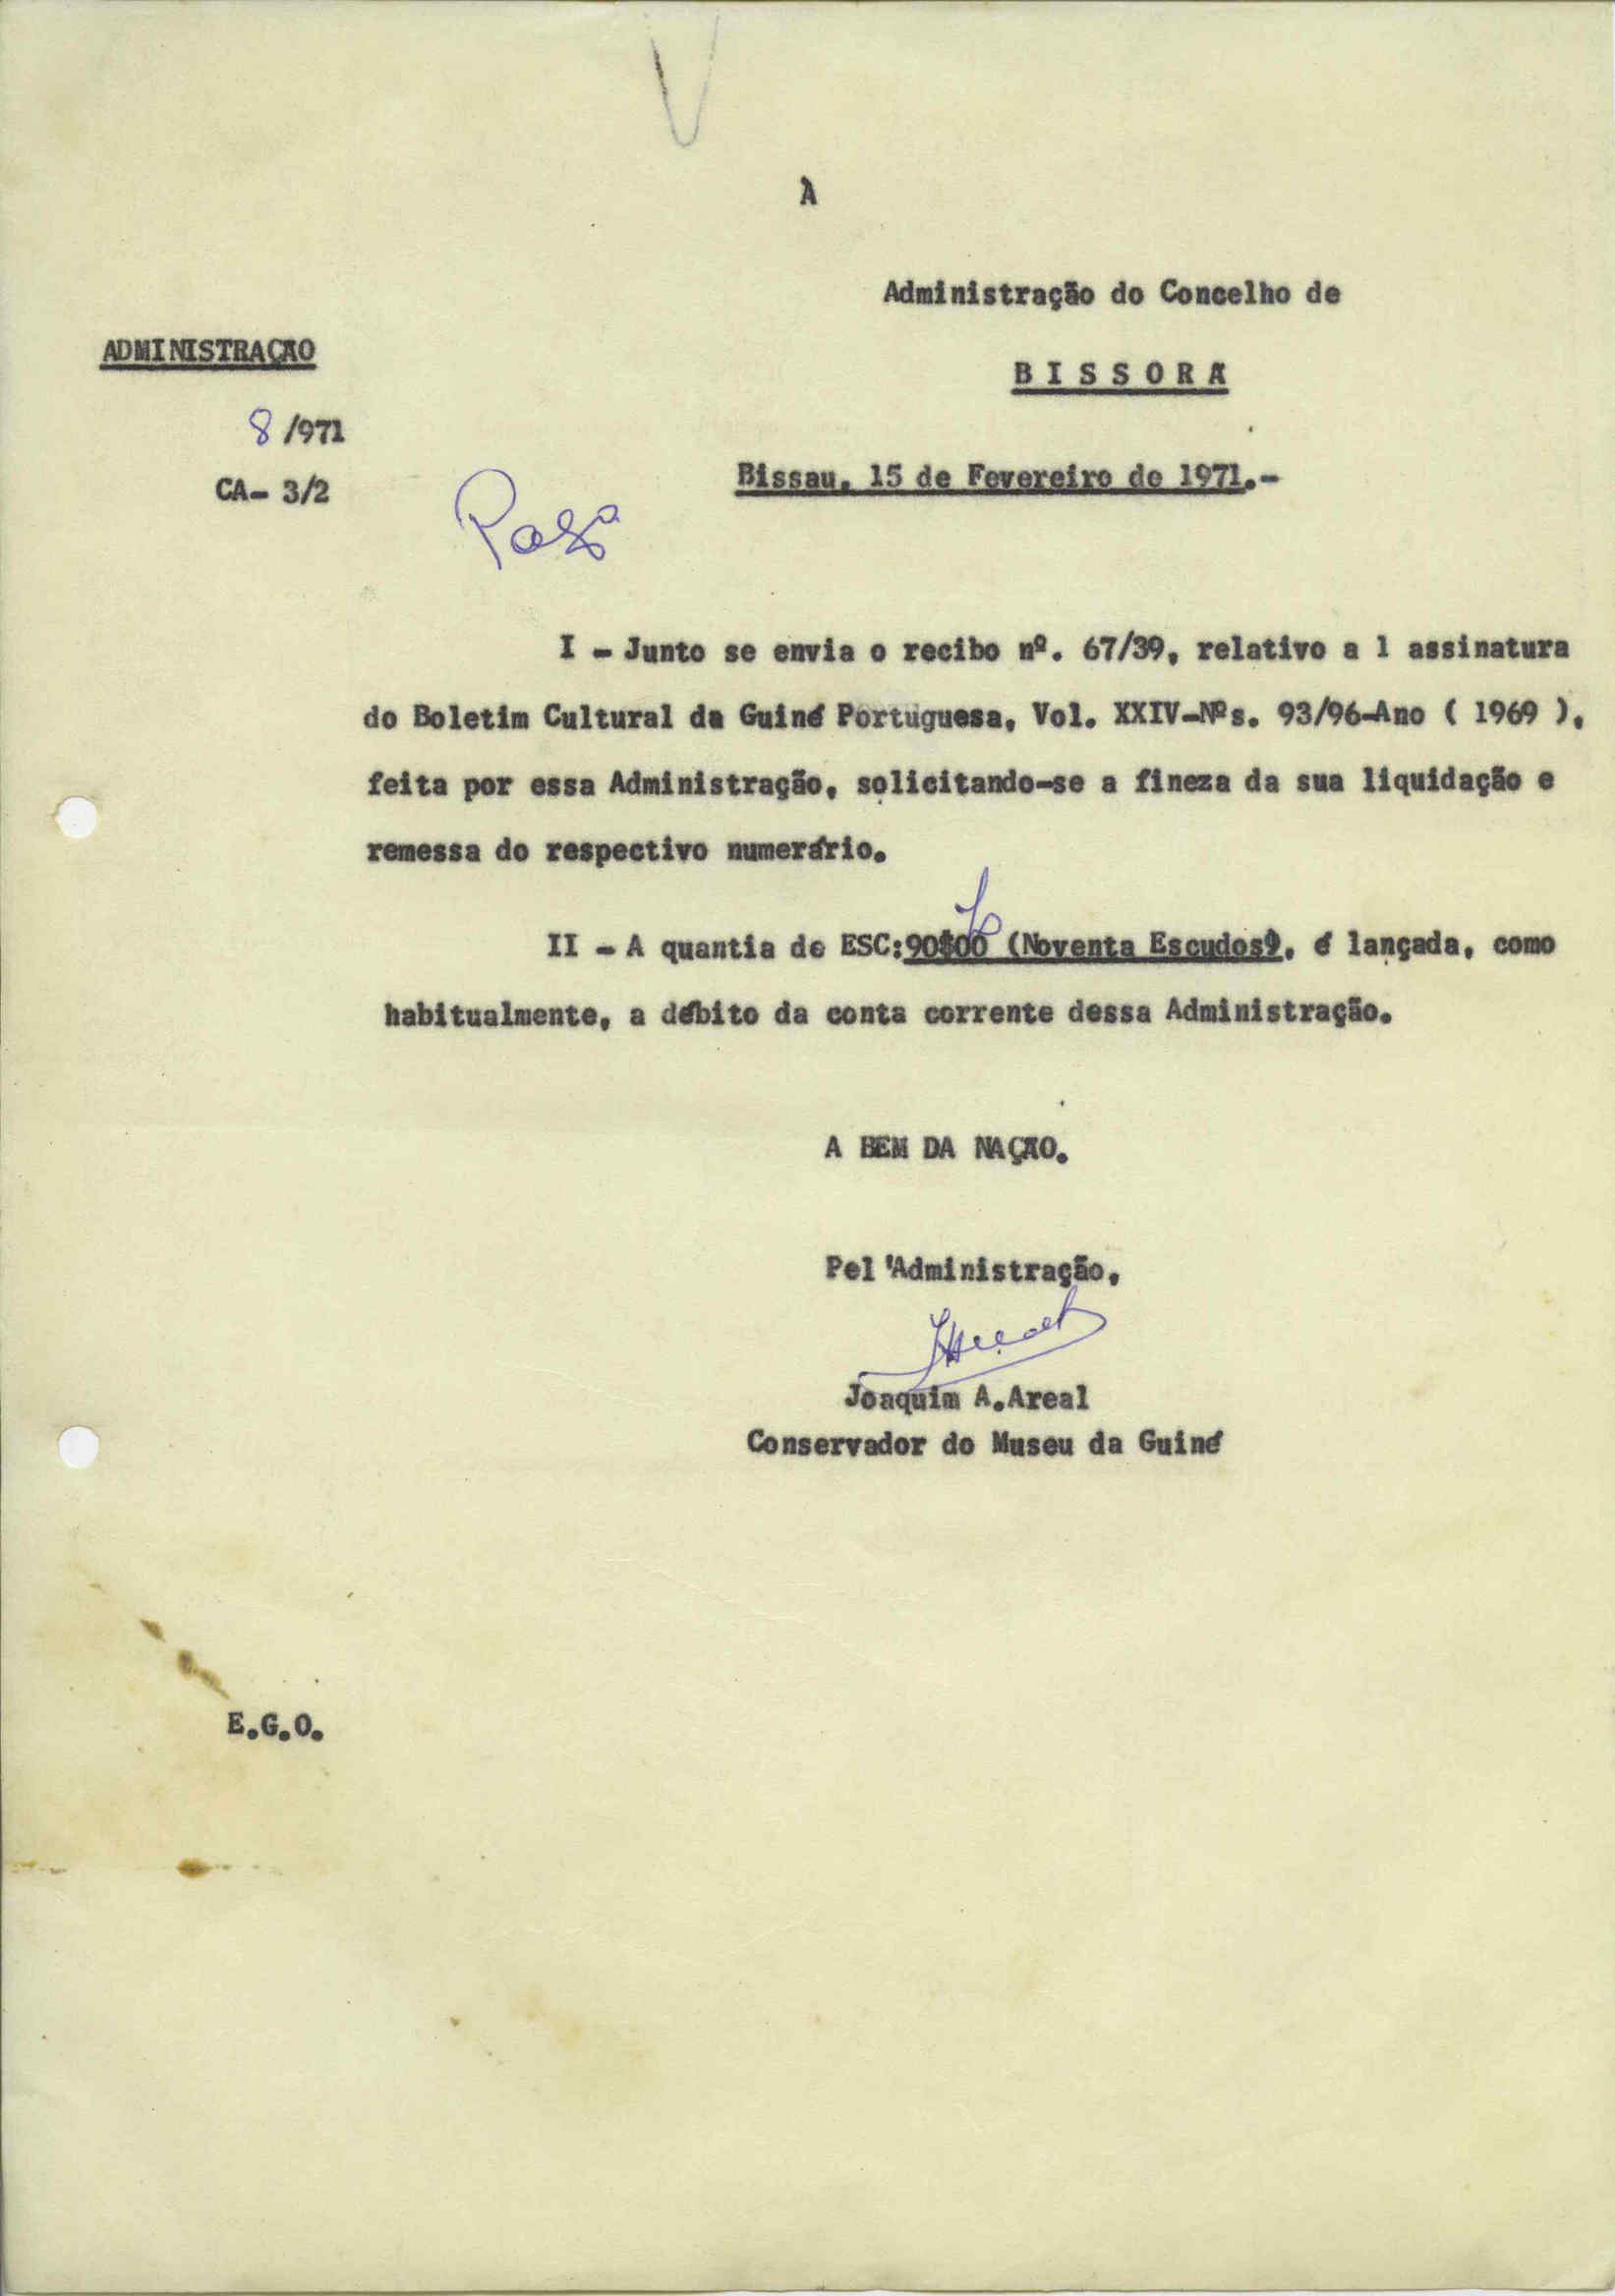 À
Administração do Concelho de
ADMINISTRAÇÃO
BISSORÃ
8/971
Bissau, 15 de Fevereiro de 1971.-
CA- 3/2
Pago
I - Junto se envia o recibo nº. 67/39, relativo a 1 assinatura
do Boletim Cultural da Guiné Portuguesa, Vol. XXIV-Nºs. 93/96-Ano ( 1969 ),
feita por essa Administração, solicitando-se a fineza da sua liquidação e
remessa do respectivo numerário.
II - A quantia de ESC:90$00 (Noventa Escudos), é lançada, como
habitualmente, a débito da conta corrente dessa Administração.
A BEM DA NAÇÃO.
Pel'Administração,
Joaquim A.Areal
Conservador do Museu da Guiné
E.G.O.